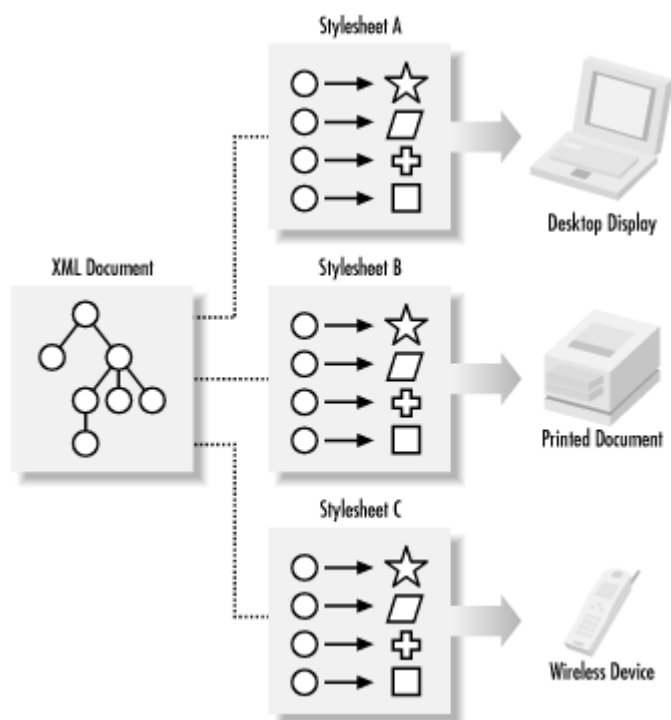 Stylesheet A
Desktop Display
XML Document
Stylesheet B
Printed Document
Stylesheet C
Wireless Device